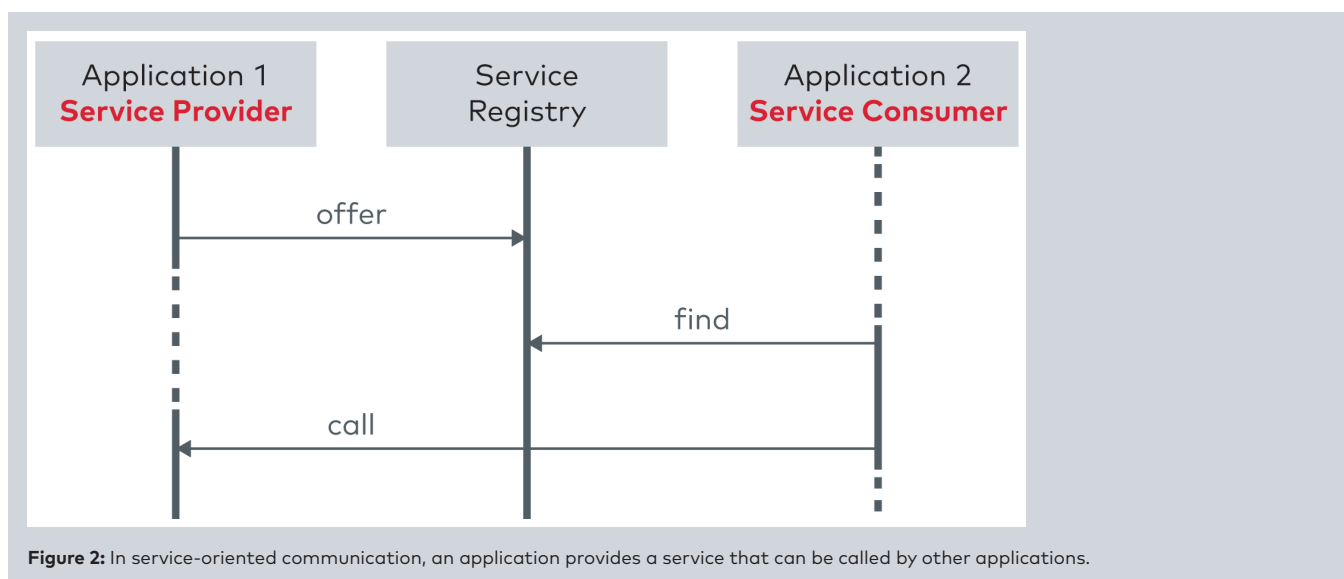 Application 1
Service Provider
Service
Registry
Application 2
Service Consumer
offer
find
call
Figure 2: In service-oriented communication, an application provides a service that can be called by other applications.